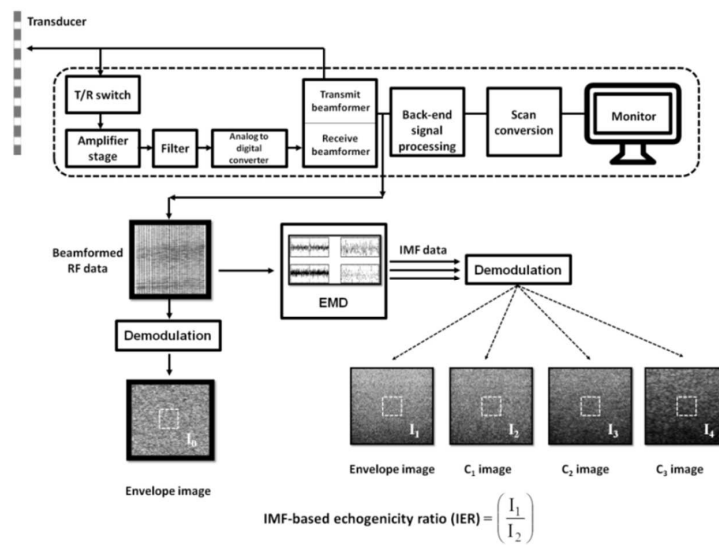 Transducer
T/R switch
Amplifier
stage
Filter
Analog to
digital
converter
Transmit
beamformer
Receive
beamformer
Back-end
signal
processing
Scan
conversion
Monitor
Beamformed
RF data
EMD
IMF data
Demodulation
Demodulation
I0
Envelope image
I1
I2
I3
I4
Envelope image
C1 image
C2 image
C3 image
IMF-based echogenicity ratio (IER) = (I1/I2)